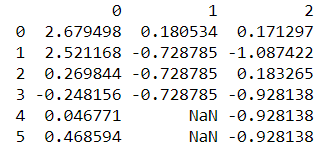 0 1 2
0 2.679498 0.180534 0.171297
1 2.521168 -0.728785 -1.087422
2 0.269844 -0.728785 0.183265
3 -0.248156 -0.728785 -0.928138
4 0.046771 NaN -0.928138
5 0.468594 NaN -0.928138